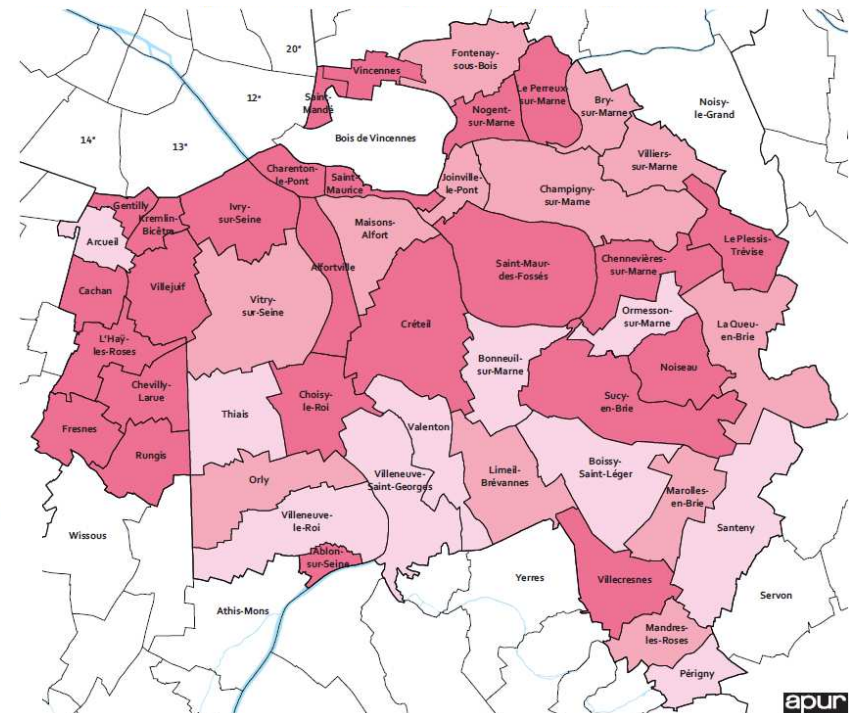 20ᵉ
Fontenay-
sous-Bois
Vincennes
Le Perreux-
sur-Marne
Bry-
sur-Marne
Noisy-
le-Grand
12ᵉ
Saint-
Mandé
Nogent-
sur-Marne
14ᵉ
13ᵉ
Bois de Vincennes
Villiers-
sur-Marne
Charenton-
le-Pont
Saint-
Maurice
Joinville-
le-Pont
Champigny-
sur-Marne
Gentilly
Kremlin-
Bicêtre
Ivry-
sur-Seine
Maisons-
Alfort
Arcueil
Le Plessis-
Trévise
Cachan
Villejuif
Alfortville
Saint-Maur-
des-Fossés
Chennevières-
sur-Marne
Vitry-
sur-Seine
Ormesson-
sur-Marne
La Queu-
en-Brie
L'Haÿ-
les-Roses
Créteil
Bonneuil-
sur-Marne
Noiseau
Chevilly-
Larue
Thiais
Choisy-
le-Roi
Sucy-
en-Brie
Fresnes
Rungis
Valenton
Orly
Villeneuve-
Saint-Georges
Limeil-
Brévannes
Boissy-
Saint-Léger
Marolles-
en-Brie
Wissous
Villeneuve-
le-Roi
Santeny
l'Ablon-
sur-Seine
Yerres
Villecresnes
Servon
Athis-Mons
Mandres-
les-Roses
Périgny
apur